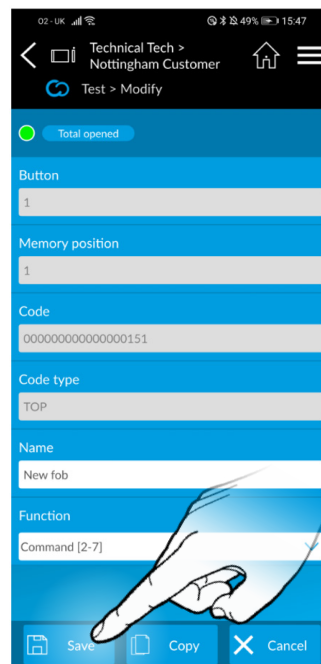 O2 - UK 49% 15:47
Technical Tech >
Nottingham Customer
Test > Modify
Total opened
Button
1
Memory position
1
Code
000000000000000151
Code type
TOP
Name
New fob
Function
Command [2-7]
Save Copy Cancel